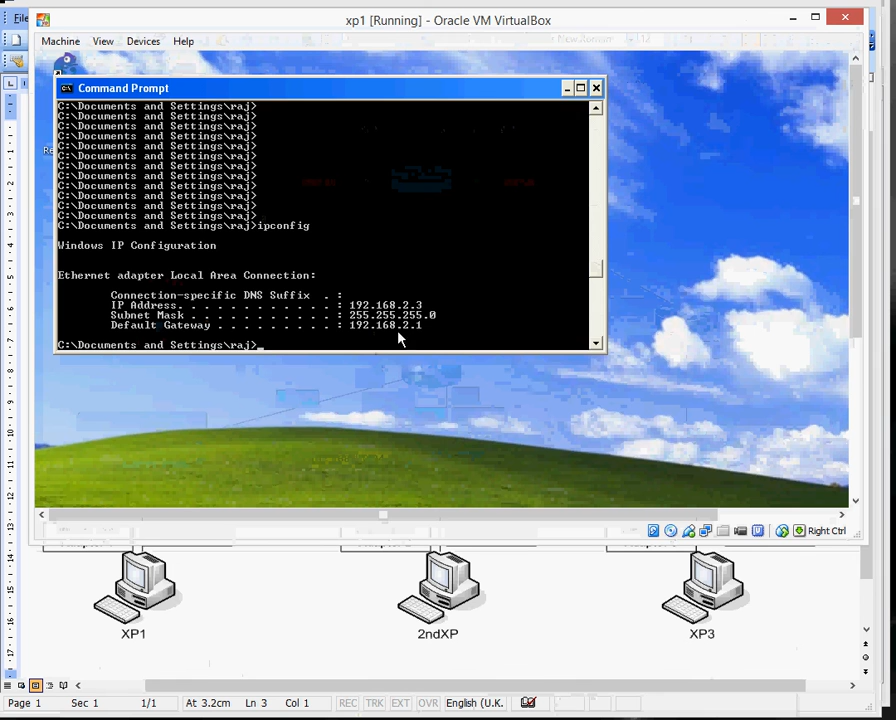 File
xp1 [Running] - Oracle VM VirtualBox
Machine View Devices Help
Command Prompt
C:\Documents and Settings\raj>
C:\Documents and Settings\raj>
C:\Documents and Settings\raj>
C:\Documents and Settings\raj>
C:\Documents and Settings\raj>
C:\Documents and Settings\raj>
C:\Documents and Settings\raj>
C:\Documents and Settings\raj>
C:\Documents and Settings\raj>
C:\Documents and Settings\raj>
C:\Documents and Settings\raj>
C:\Documents and Settings\raj>
C:\Documents and Settings\raj>ipconfig
Windows IP Configuration
Ethernet adapter Local Area Connection:
Connection-specific DNS Suffix . :
IP Address. . . . . . . . . . . . : 192.168.2.3
Subnet Mask . . . . . . . . . . . : 255.255.255.0
Default Gateway . . . . . . . . . : 192.168.2.1
C:\Documents and Settings\raj>_
Right Ctrl
XP1 2ndXP XP3
Page 1 Sec 1 1/1 At 3.2cm Ln 3 Col 1 REC TRK EXT OVR English (U.K.